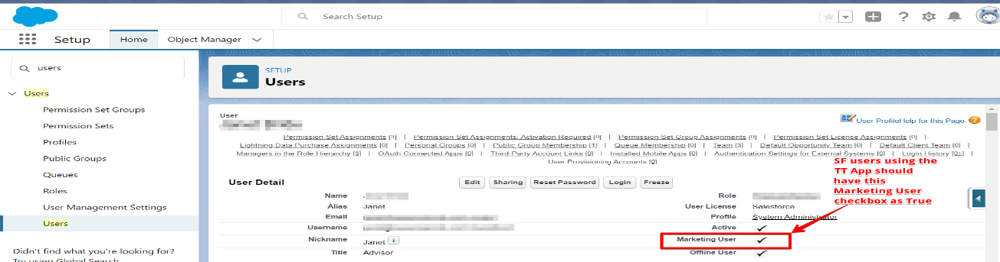 Search Setup
Setup
Home
Object Manager
users
Users
Permission Set Groups
Permission Sets
Profiles
Public Groups
Queues
Roles
User Management Settings
Users
Didn't find what you're looking for?
Try using Global Search
SETUP
Users
User
User Profile Help for this Page
Permission Set Assignments [3] | Permission Set Assignments: Activation Required [0] | Permission Set Group Assignments [0] | Permission Set License Assignments [0] |
Lightning Data Purchase Assignments [0] | Personal Groups [0] | Public Group Membership [1] | Queue Membership [0] | Team [3] | Default Opportunity Team [0] | Default Client Team [0] |
Managers in the Role Hierarchy [3] | OAuth Connected Apps [0] | Third-Party Account Links [0] | Installed Mobile Apps [0] | Authentication Settings for External Systems [0] | Login History
User Provisioning Accounts [0]
SF users using the
TT App should
have this
Marketing User
checkbox as True
User Detail
Edit Sharing Reset Password Login Freeze
Name
Role
Alias Janet
User License Salesforce
Email
Profile System Administrator
Username
Active
Nickname Janet
Marketing User
Title Advisor
Offline User